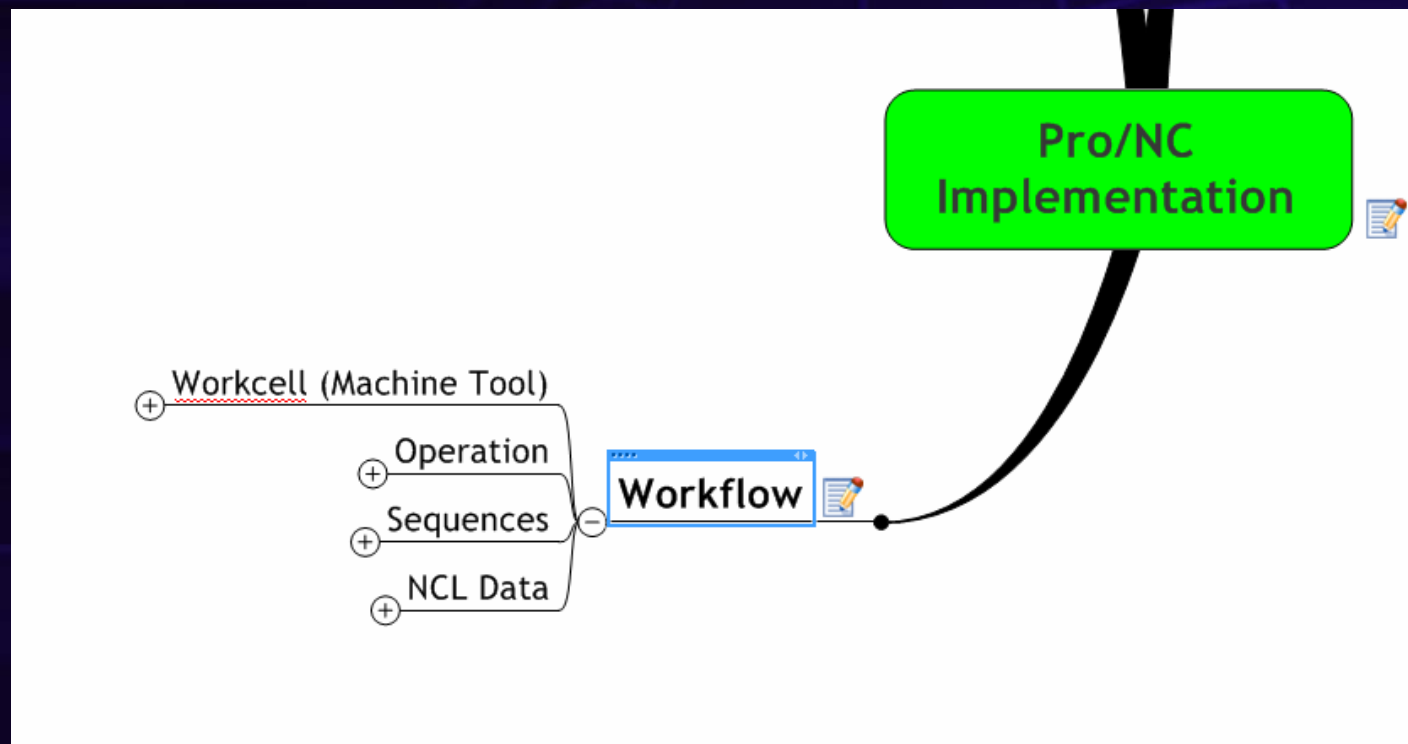 Pro/NC
Implementation
Workcell (Machine Tool)
Operation
Sequences
NCL Data
Workflow